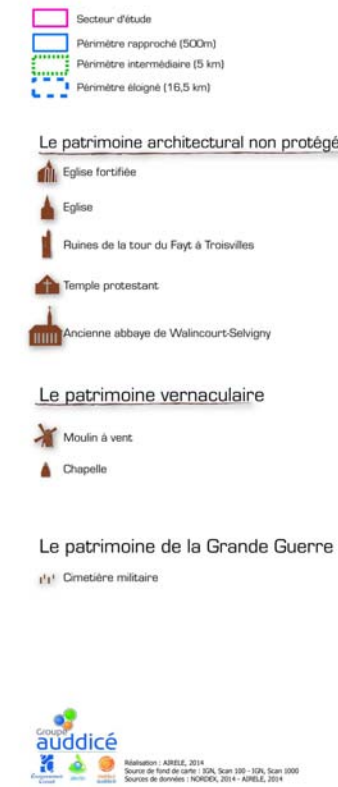 Secteur d'étude
Périmètre rapproché (500m)
Périmètre intermédiaire (5 km)
Périmètre éloigné (16,5 km)
Le patrimoine architectural non protégé
Eglise fortifiée
Eglise
Ruines de la tour du Fayt à Troisvilles
Temple protestant
Ancienne abbaye de Walincourt-Selvigny
Le patrimoine vernaculaire
Moulin à vent
Chapelle
Le patrimoine de la Grande Guerre
Cimetière militaire
Groupe
auddicé
Réalisation : AIRELE, 2014
Source de fond de carte : IGN, Scan 100 - IGN, Scan 1000
Sources de données : NORDEX, 2014 - AIRELE, 2014